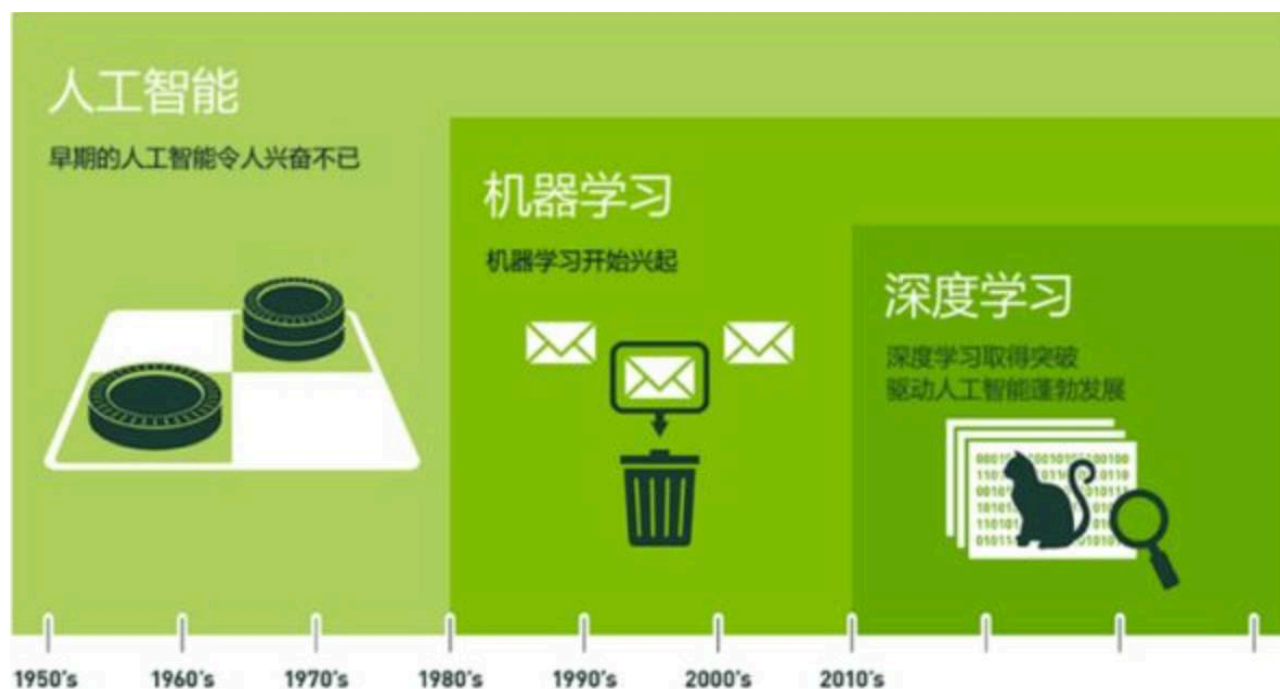 人工智能
早期的人工智能令人兴奋不已
机器学习
机器学习开始兴起
深度学习
深度学习取得突破
驱动人工智能蓬勃发展
1950's 1960's 1970's 1980's 1990's 2000's 2010's